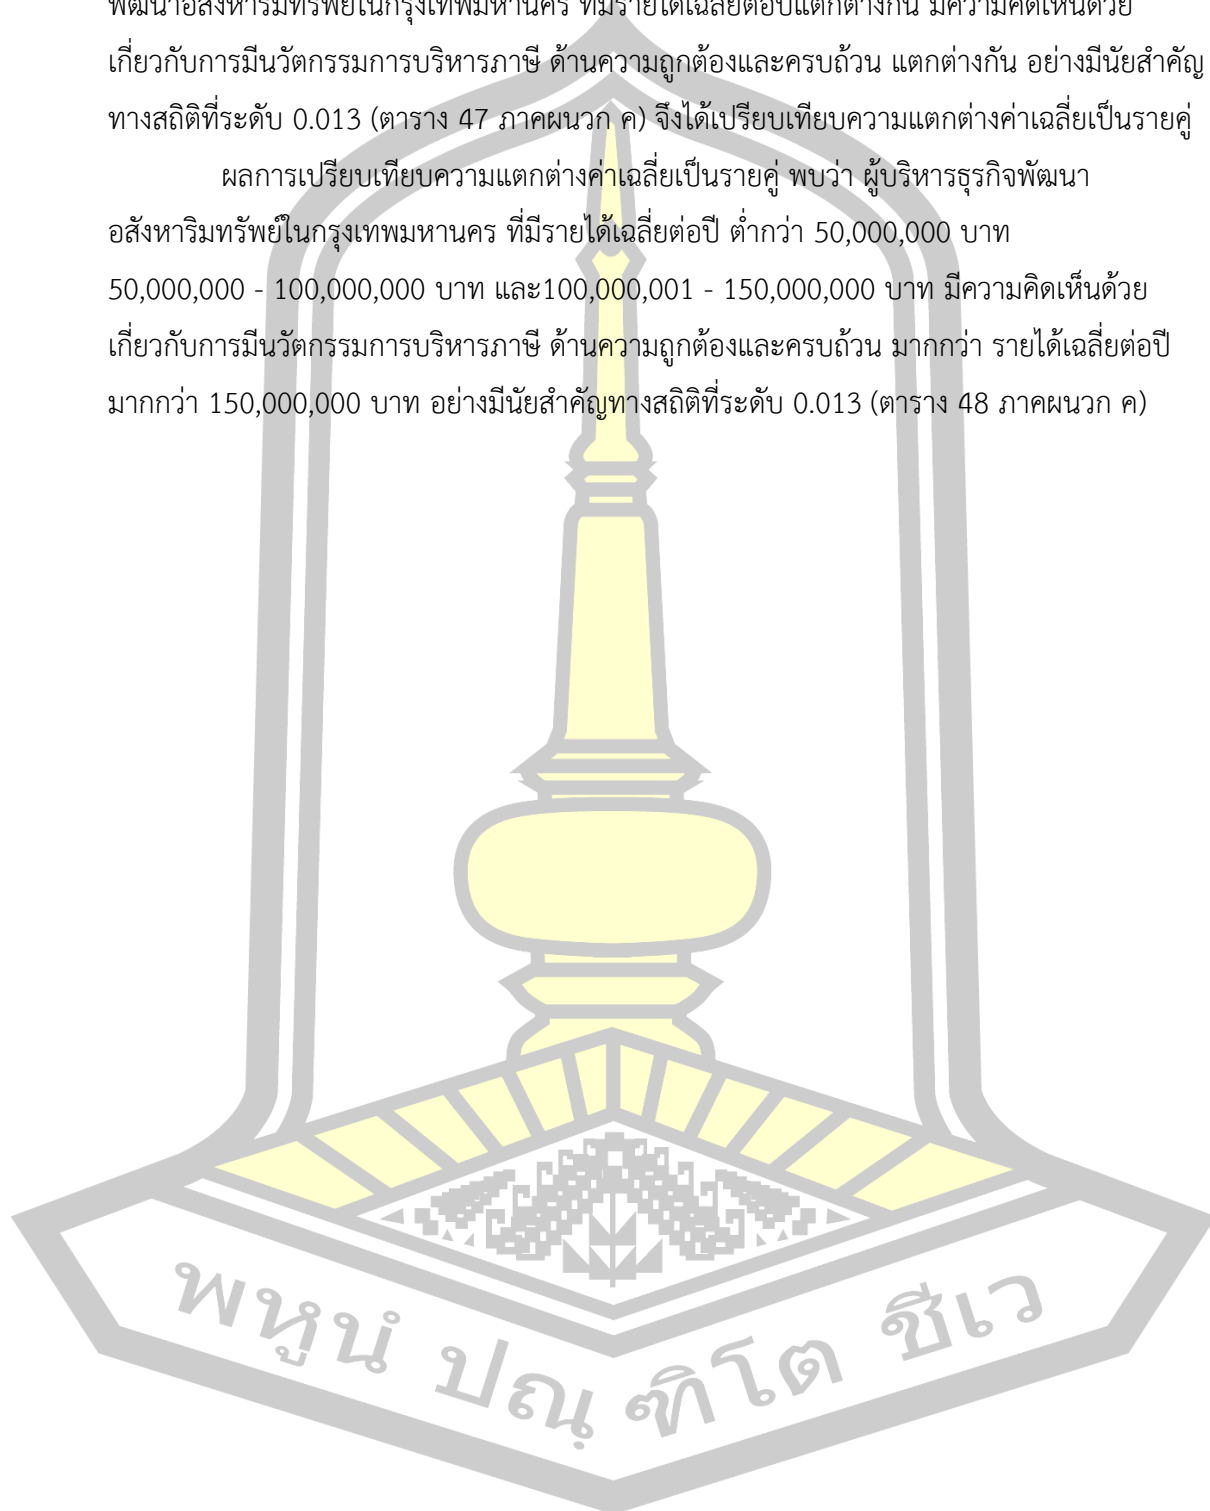 พัฒนาอสังหาริมทรัพย์ในกรุงเทพมหานคร ที่มีรายได้เฉลี่ยต่อปีแตกต่างกัน มีความคิดเห็นด้วย
เกี่ยวกับการมีนวัตกรรมการบริหารภาษี ด้านความถูกต้องและครบถ้วน แตกต่างกัน อย่างมีนัยสำคัญ
ทางสถิติที่ระดับ 0.013 (ตาราง 47 ภาคผนวก ค) จึงได้เปรียบเทียบความแตกต่างค่าเฉลี่ยเป็นรายคู่
ผลการเปรียบเทียบความแตกต่างค่าเฉลี่ยเป็นรายคู่ พบว่า ผู้บริหารธุรกิจพัฒนา
อสังหาริมทรัพย์ในกรุงเทพมหานคร ที่มีรายได้เฉลี่ยต่อปี ต่ำกว่า 50,000,000 บาท
50,000,000 - 100,000,000 บาท และ100,000,001 - 150,000,000 บาท มีความคิดเห็นด้วย
เกี่ยวกับการมีนวัตกรรมการบริหารภาษี ด้านความถูกต้องและครบถ้วน มากกว่า รายได้เฉลี่ยต่อปี
มากกว่า 150,000,000 บาท อย่างมีนัยสำคัญทางสถิติที่ระดับ 0.013 (ตาราง 48 ภาคผนวก ค)
พหูนํ ปณฺฑิโต ชีเว